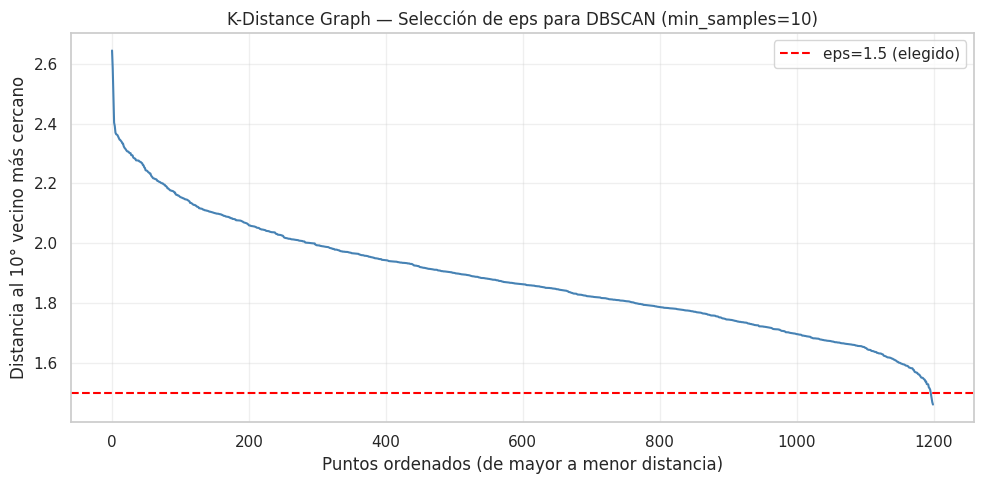 K-Distance Graph — Selección de eps para DBSCAN (min_samples=10)
eps=1.5 (elegido)
Distancia al 10° vecino más cercano
2.6
2.4
2.2
2.0
1.8
1.6
0 200 400 600 800 1000 1200
Puntos ordenados (de mayor a menor distancia)